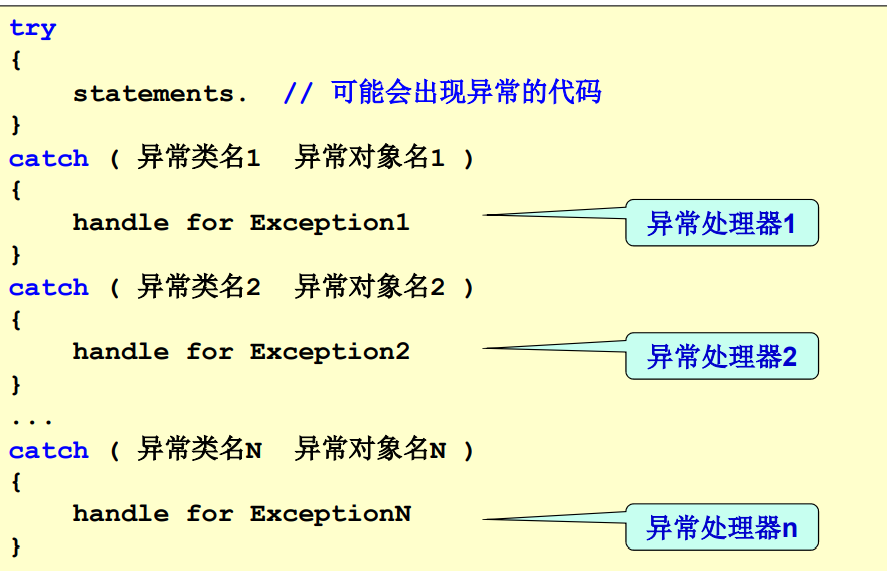 try
{
    statements.  // 可能会出现异常的代码
}
catch ( 异常类名1  异常对象名1 )
{
    handle for Exception1
异常处理器1
}
catch ( 异常类名2  异常对象名2 )
{
    handle for Exception2
异常处理器2
}
...
catch ( 异常类名N  异常对象名N )
{
    handle for ExceptionN
异常处理器n
}